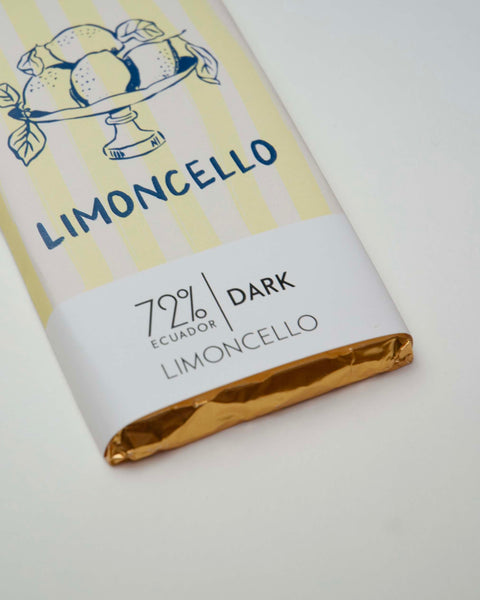 LIMONCELLO
72% | DARK
ECUADOR
LIMONCELLO